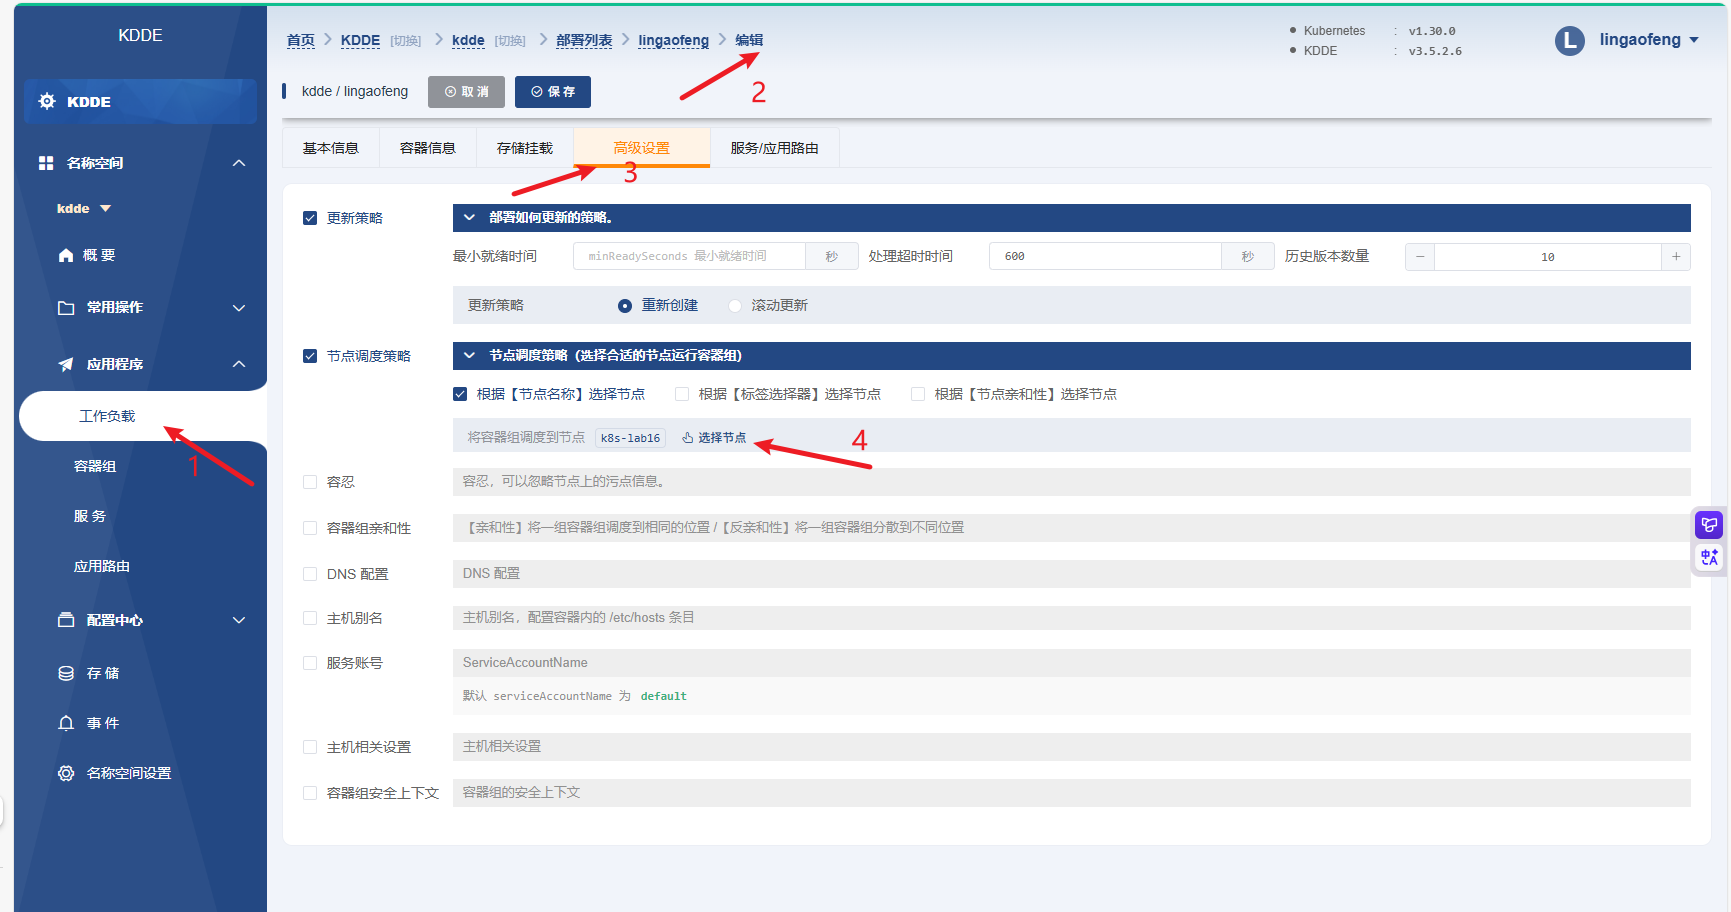 KDDE
KDDE
名称空间
kdde
概 要
常用操作
应用程序
工作负载
1
容器组
服 务
应用路由
配置中心
存 储
事 件
名称空间设置
首页 > KDDE [切换] > kdde [切换] > 部署列表 > lingaofeng > 编辑
2
Kubernetes : v1.30.0
KDDE : v3.5.2.6
L lingaofeng
kdde / lingaofeng 取 消 保 存
基本信息 容器信息 存储挂载 高级设置 服务/应用路由
3
更新策略 部署如何更新的策略。
最小就绪时间 minReadySeconds 最小就绪时间 秒 处理超时时间 600 秒 历史版本数量 − 10 +
更新策略 重新创建 滚动更新
节点调度策略 节点调度策略（选择合适的节点运行容器组）
根据【节点名称】选择节点 根据【标签选择器】选择节点 根据【节点亲和性】选择节点
将容器组调度到节点 k8s-lab16 选择节点
4
容忍 容忍，可以忽略节点上的污点信息。
容器组亲和性 【亲和性】将一组容器组调度到相同的位置 /【反亲和性】将一组容器组分散到不同位置
DNS 配置 DNS 配置
主机别名 主机别名，配置容器内的 /etc/hosts 条目
服务账号 ServiceAccountName
默认 serviceAccountName 为 default
主机相关设置 主机相关设置
容器组安全上下文 容器组的安全上下文